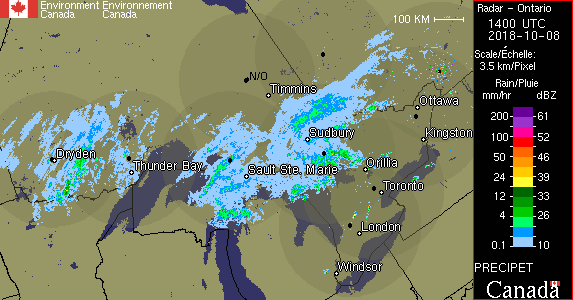 Environment Environnement
Canada Canada
100 KM
N/O
Timmins
Ottawa
Sudbury
Kingston
Dryden
Thunder Bay
Sault Ste. Marie
Orillia
Toronto
London
Windsor
Radar - Ontario
1400 UTC
2018-10-08
Scale/Échelle:
3.5 km/Pixel
Rain/Pluie
mm/hr dBZ
200 61
100 52
50 46
24 39
12 33
4 26
0.1 10
PRECIPET
Canada